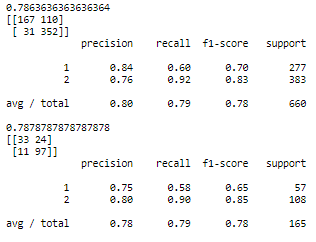 0.7863636363636364
[[167 110]
 [ 31 352]]
precision recall f1-score support
1 0.84 0.60 0.70 277
2 0.76 0.92 0.83 383
avg / total 0.80 0.79 0.78 660
0.7878787878787878
[[33 24]
 [11 97]]
precision recall f1-score support
1 0.75 0.58 0.65 57
2 0.80 0.90 0.85 108
avg / total 0.78 0.79 0.78 165